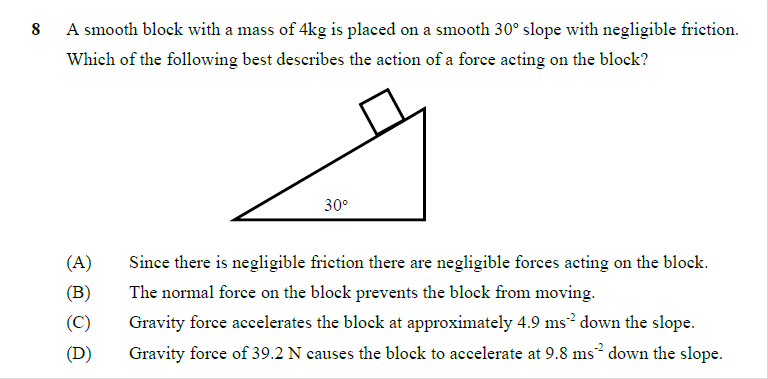 8 A smooth block with a mass of 4kg is placed on a smooth 30° slope with negligible friction.
Which of the following best describes the action of a force acting on the block?
30°
(A) Since there is negligible friction there are negligible forces acting on the block.
(B) The normal force on the block prevents the block from moving.
(C) Gravity force accelerates the block at approximately 4.9 ms⁻² down the slope.
(D) Gravity force of 39.2 N causes the block to accelerate at 9.8 ms⁻² down the slope.